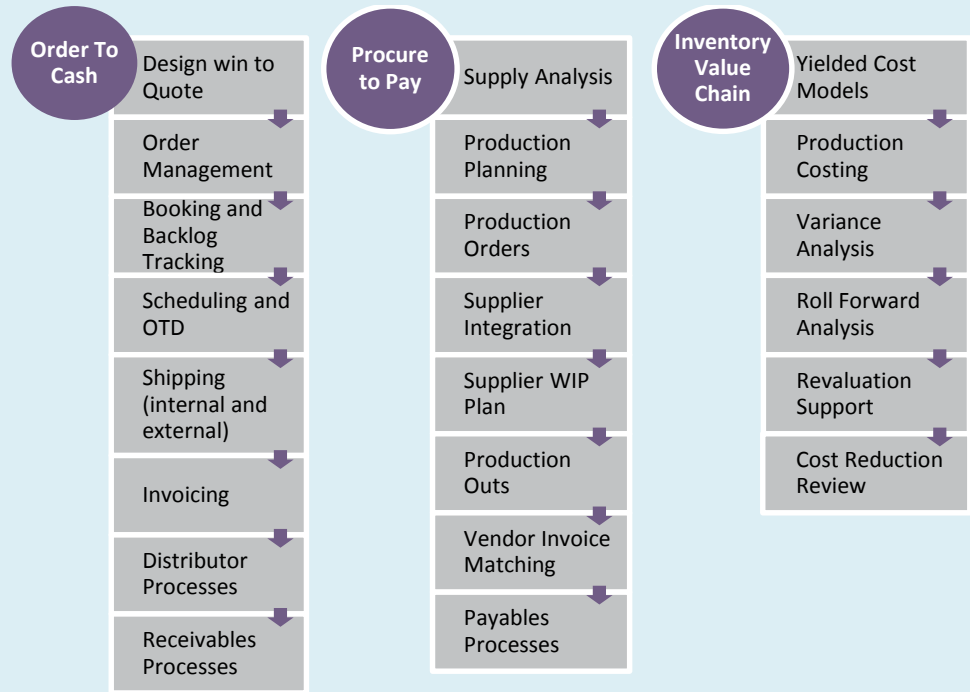 Order To
Cash
Design win to
Quote
Order
Management
Booking and
Backlog
Tracking
Scheduling and
OTD
Shipping
(internal and
external)
Invoicing
Distributor
Processes
Receivables
Processes
Procure
to Pay
Supply Analysis
Production
Planning
Production
Orders
Supplier
Integration
Supplier WIP
Plan
Production
Outs
Vendor Invoice
Matching
Payables
Processes
Inventory
Value
Chain
Yielded Cost
Models
Production
Costing
Variance
Analysis
Roll Forward
Analysis
Revaluation
Support
Cost Reduction
Review